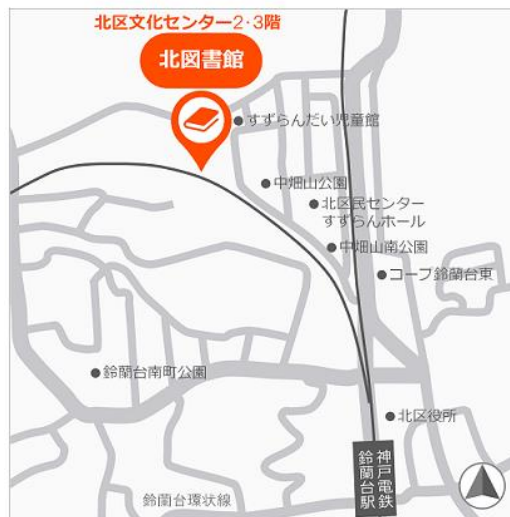 北区文化センター2・3階
北図書館
すずらんだい児童館
中畑山公園
北区民センター
すずらんホール
中畑山南公園
コープ鈴蘭台東
鈴蘭台南町公園
北区役所
神戸電鉄
鈴蘭台駅
鈴蘭台環状線